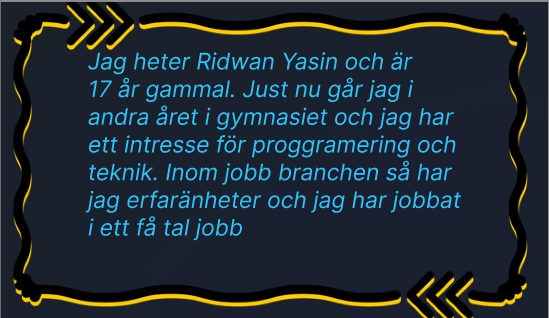 Jag heter Ridwan Yasin och är
17 år gammal. Just nu går jag i
andra året i gymnasiet och jag har
ett intresse för proggramering och
teknik. Inom jobb branchen så har
jag erfaränheter och jag har jobbat
i ett få tal jobb